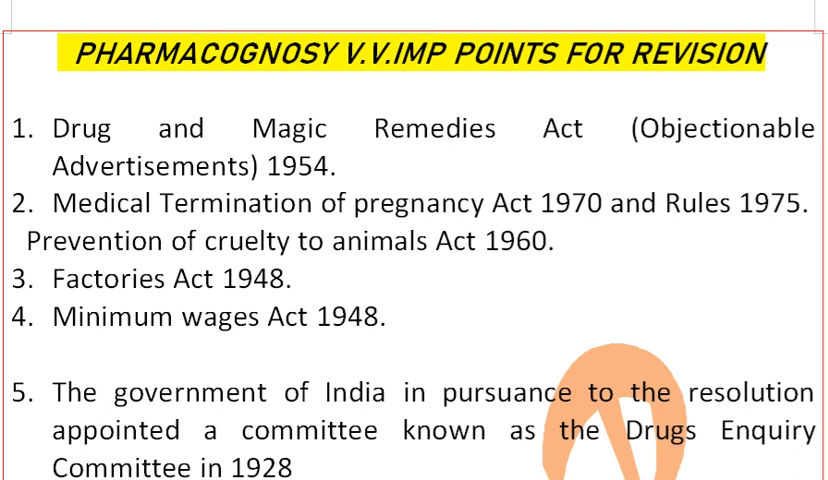 PHARMACOGNOSY V.V.IMP POINTS FOR REVISION
1. Drug and Magic Remedies Act (Objectionable
Advertisements) 1954.
2. Medical Termination of pregnancy Act 1970 and Rules 1975.
Prevention of cruelty to animals Act 1960.
3. Factories Act 1948.
4. Minimum wages Act 1948.
5. The government of India in pursuance to the resolution
appointed a committee known as the Drugs Enquiry
Committee in 1928